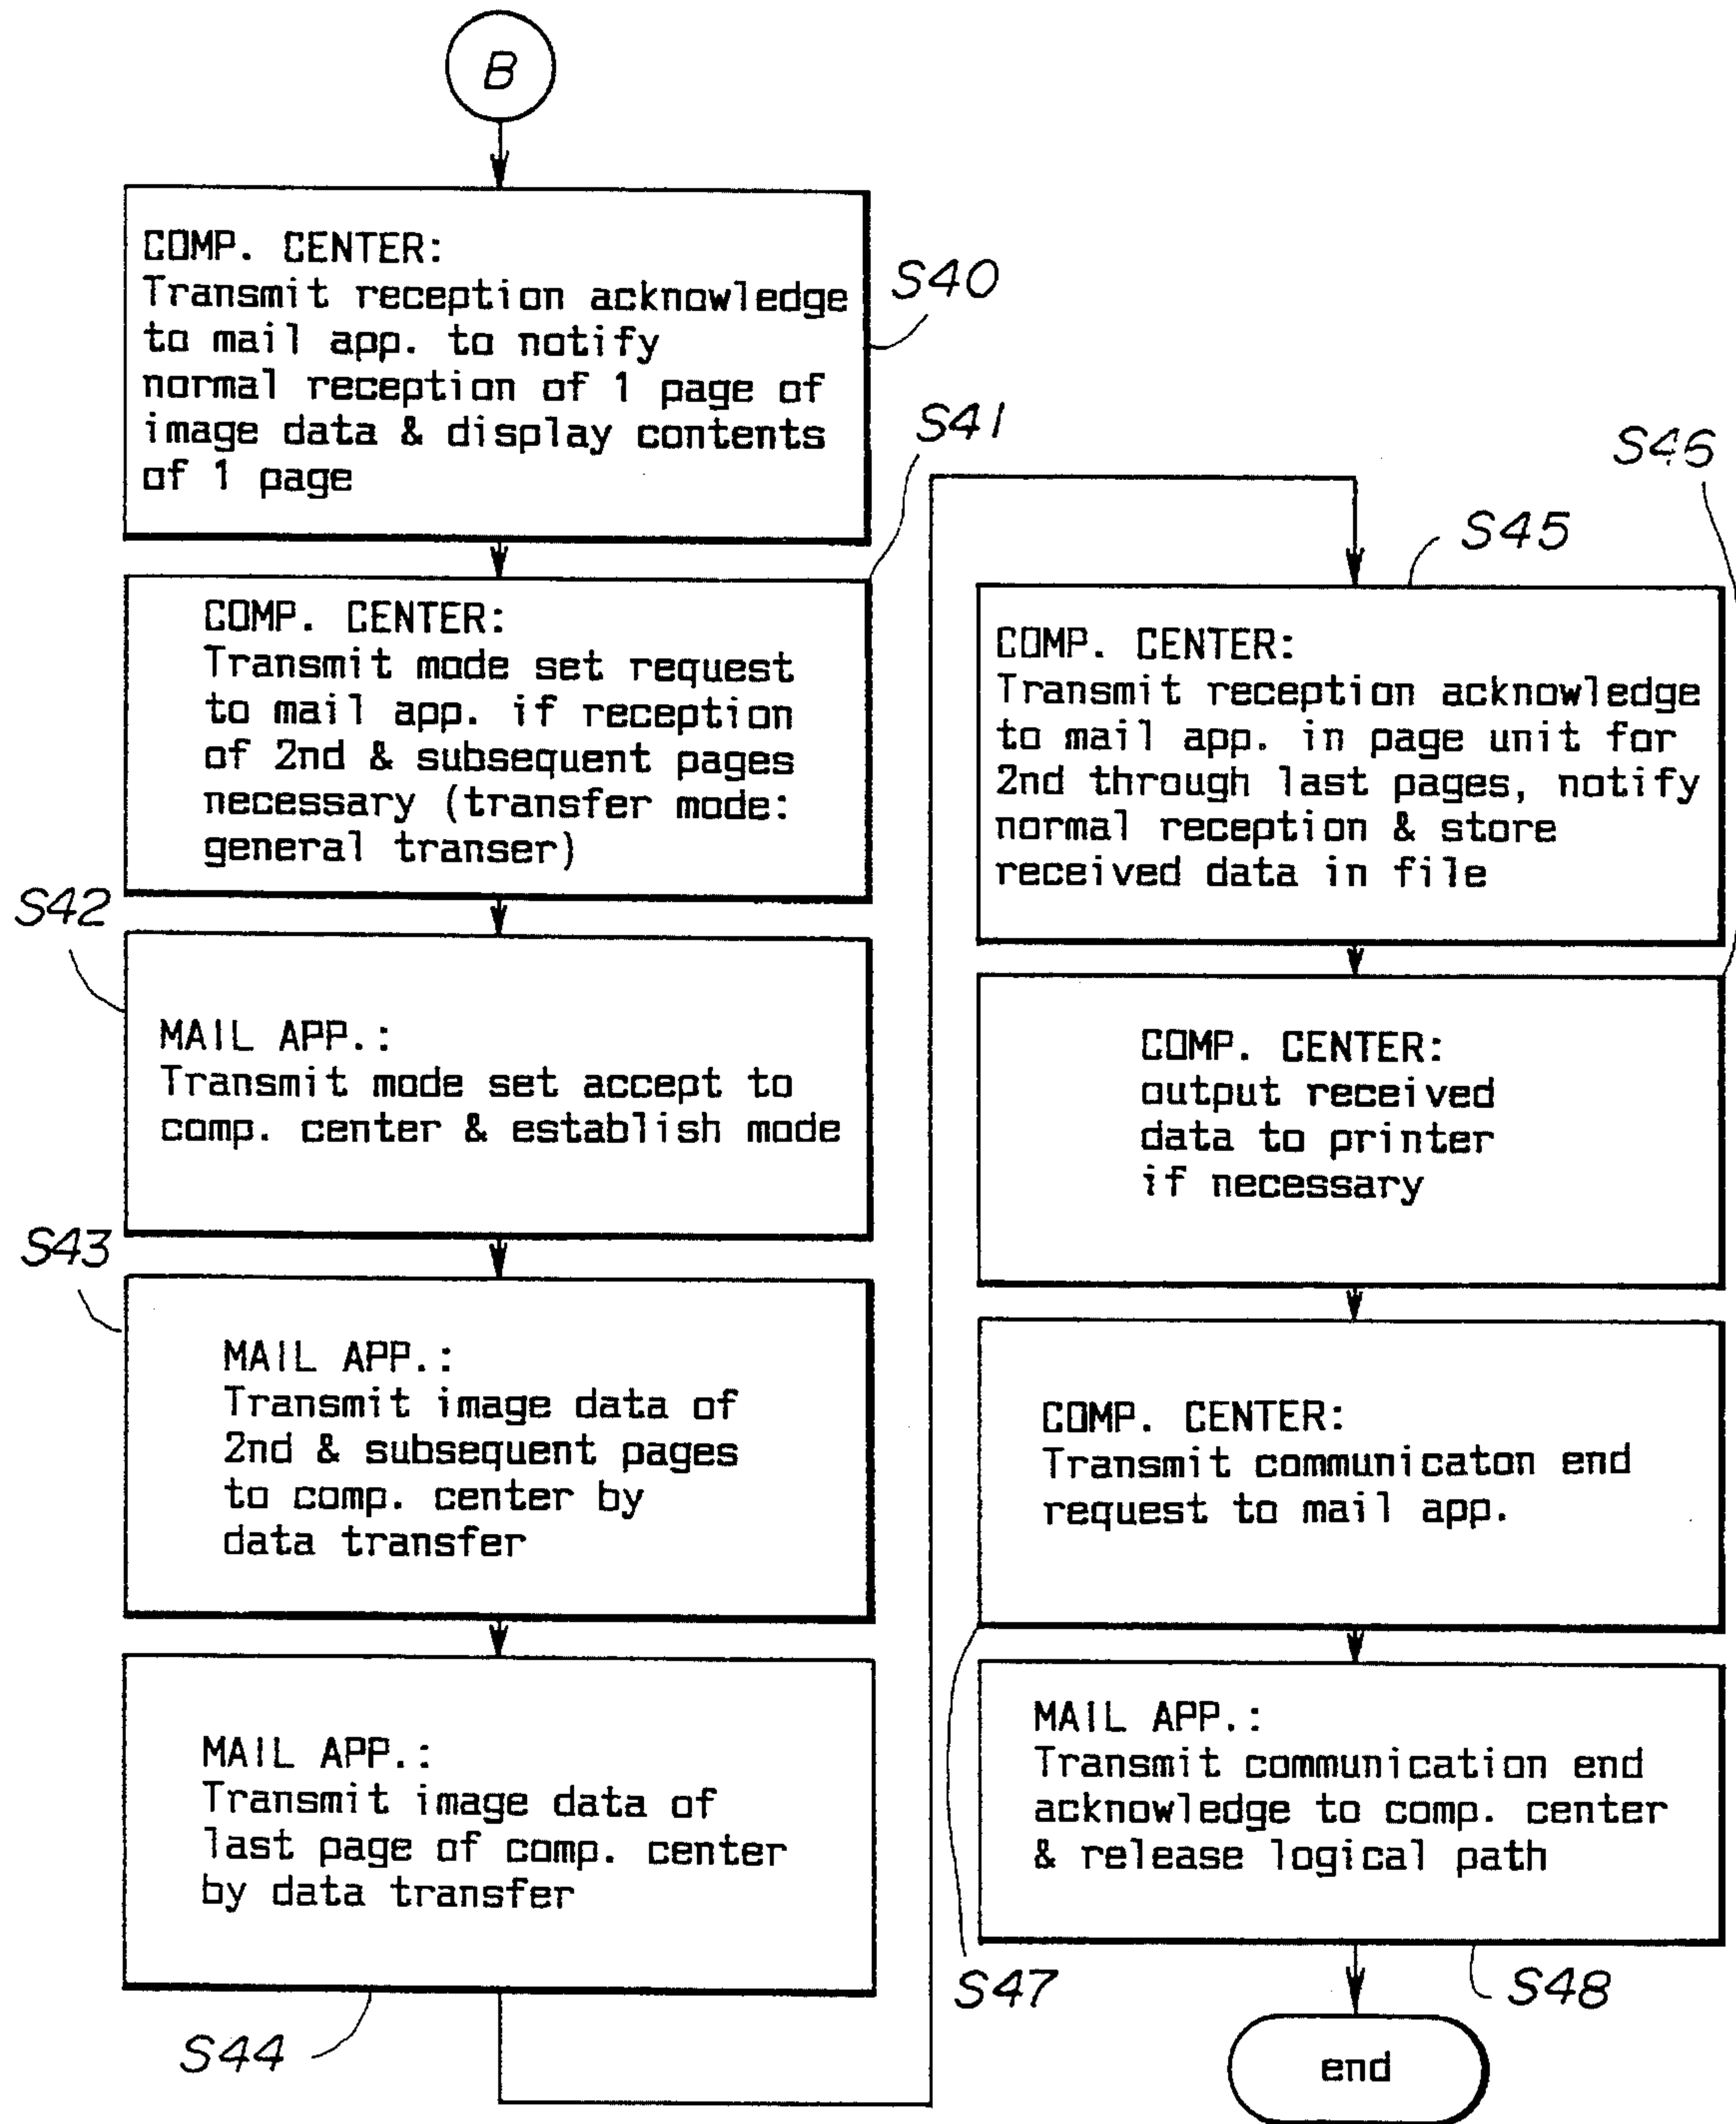 B
COMP. CENTER:
Transmit reception acknowledge
to mail app. to notify
normal reception of 1 page of
image data & display contents
of 1 page
S40
COMP. CENTER:
Transmit mode set request
to mail app. if reception
of 2nd & subsequent pages
necessary (transfer mode:
general transer)
S41
MAIL APP.:
Transmit mode set accept to
comp. center & establish mode
S42
MAIL APP.:
Transmit image data of
2nd & subsequent pages
to comp. center by
data transfer
S43
MAIL APP.:
Transmit image data of
last page of comp. center
by data transfer
S44
COMP. CENTER:
Transmit reception acknowledge
to mail app. in page unit for
2nd through last pages, notify
normal reception & store
received data in file
S45
COMP. CENTER:
output received
data to printer
if necessary
S46
COMP. CENTER:
Transmit communicaton end
request to mail app.
S47
MAIL APP.:
Transmit communication end
acknowledge to comp. center
& release logical path
S48
end